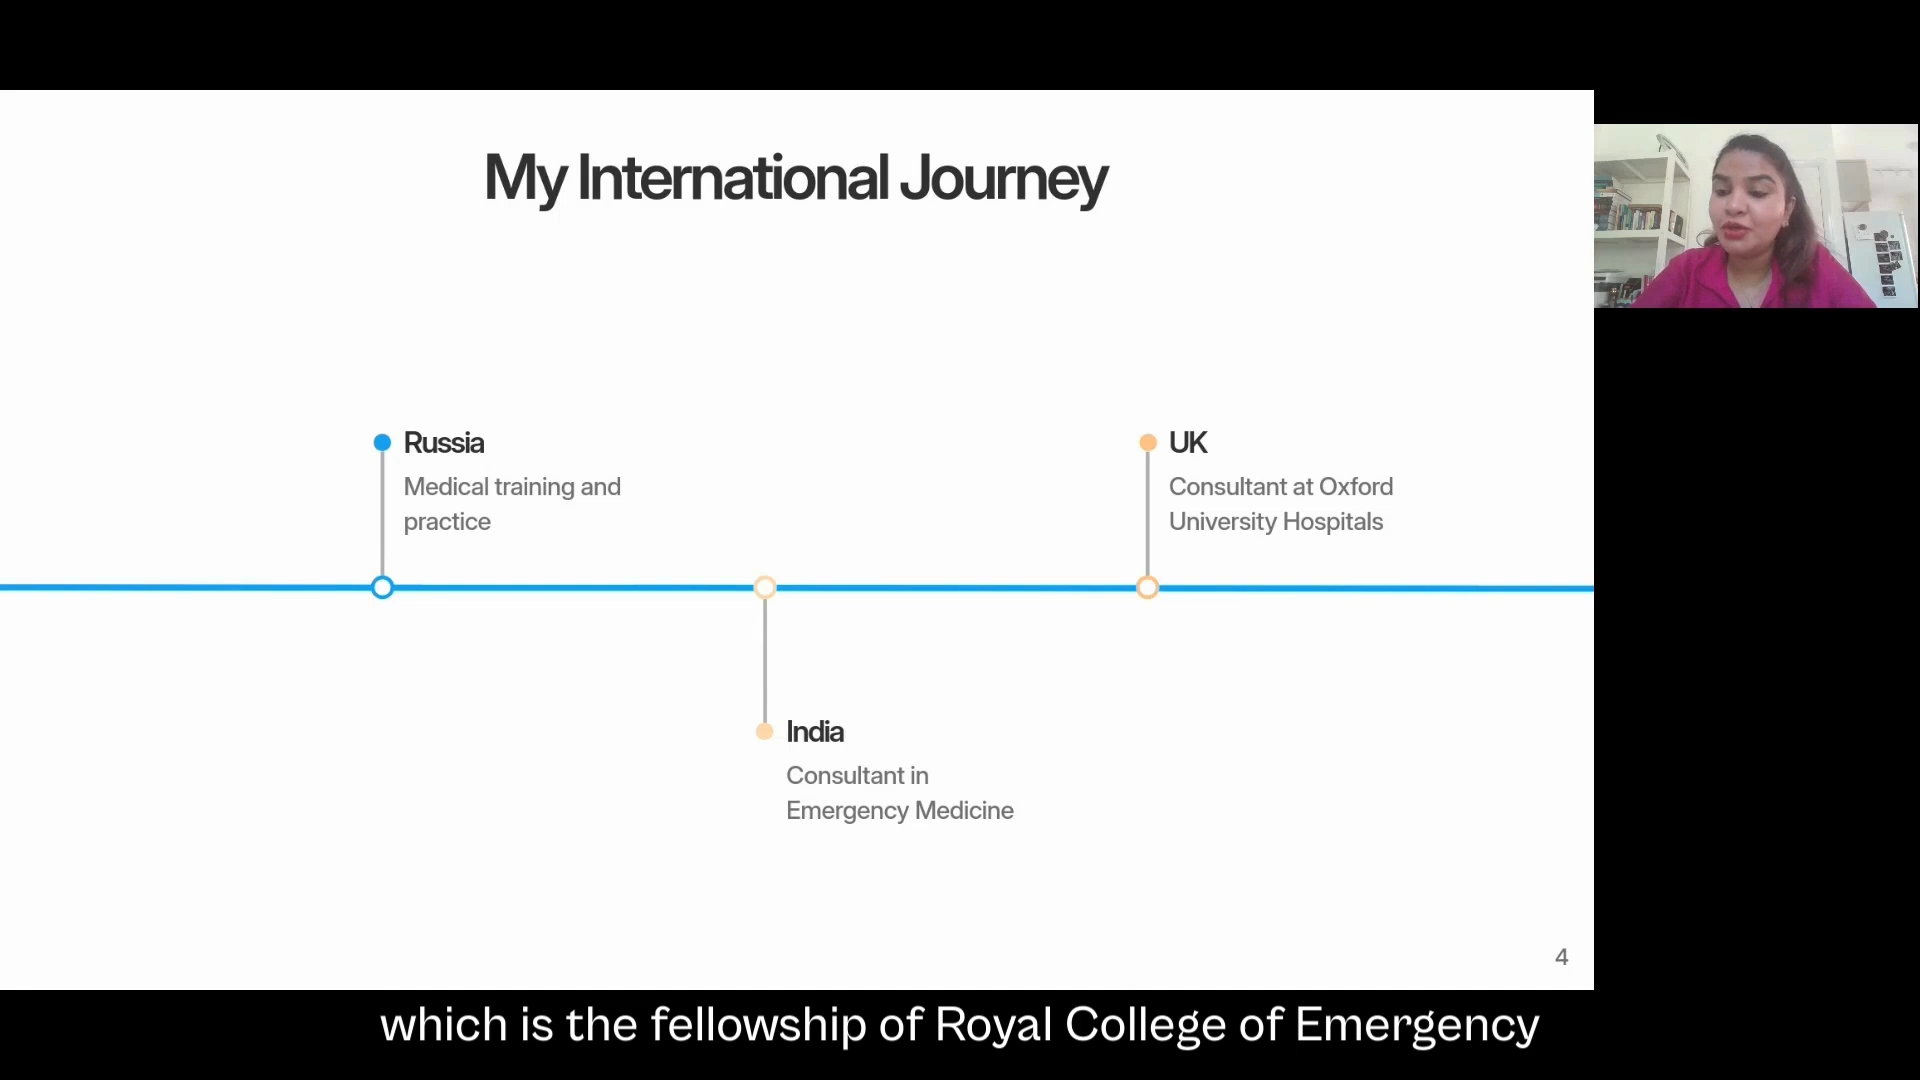 My International Journey
Russia
Medical training and
practice
UK
Consultant at Oxford
University Hospitals
India
Consultant in
Emergency Medicine
4
which is the fellowship of Royal College of Emergency